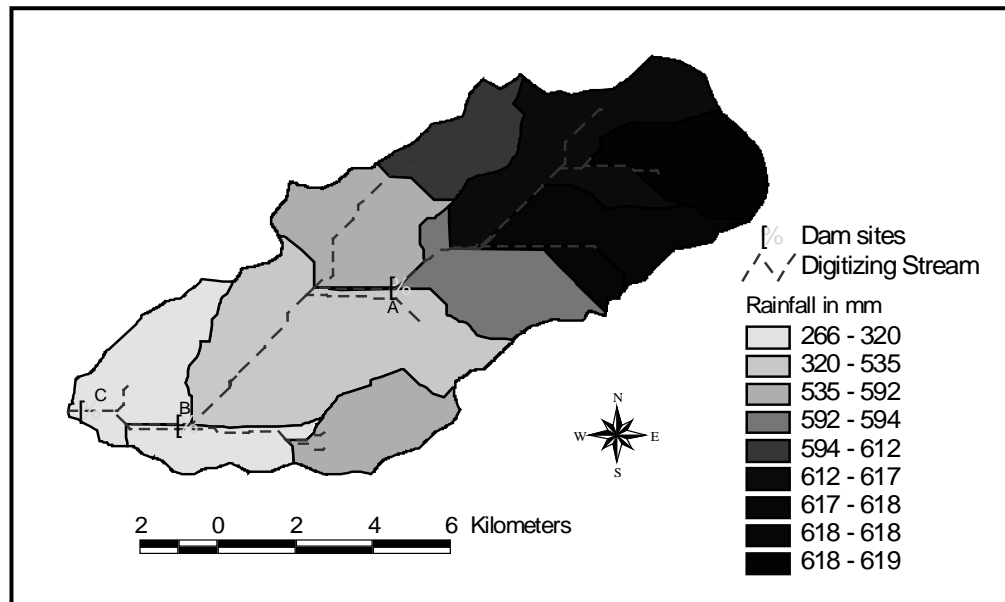 A
C
B
Dam sites
Digitizing Stream
Rainfall in mm
266 - 320
320 - 535
535 - 592
592 - 594
594 - 612
612 - 617
617 - 618
618 - 618
618 - 619
N
W E
S
2 0 2 4 6 Kilometers